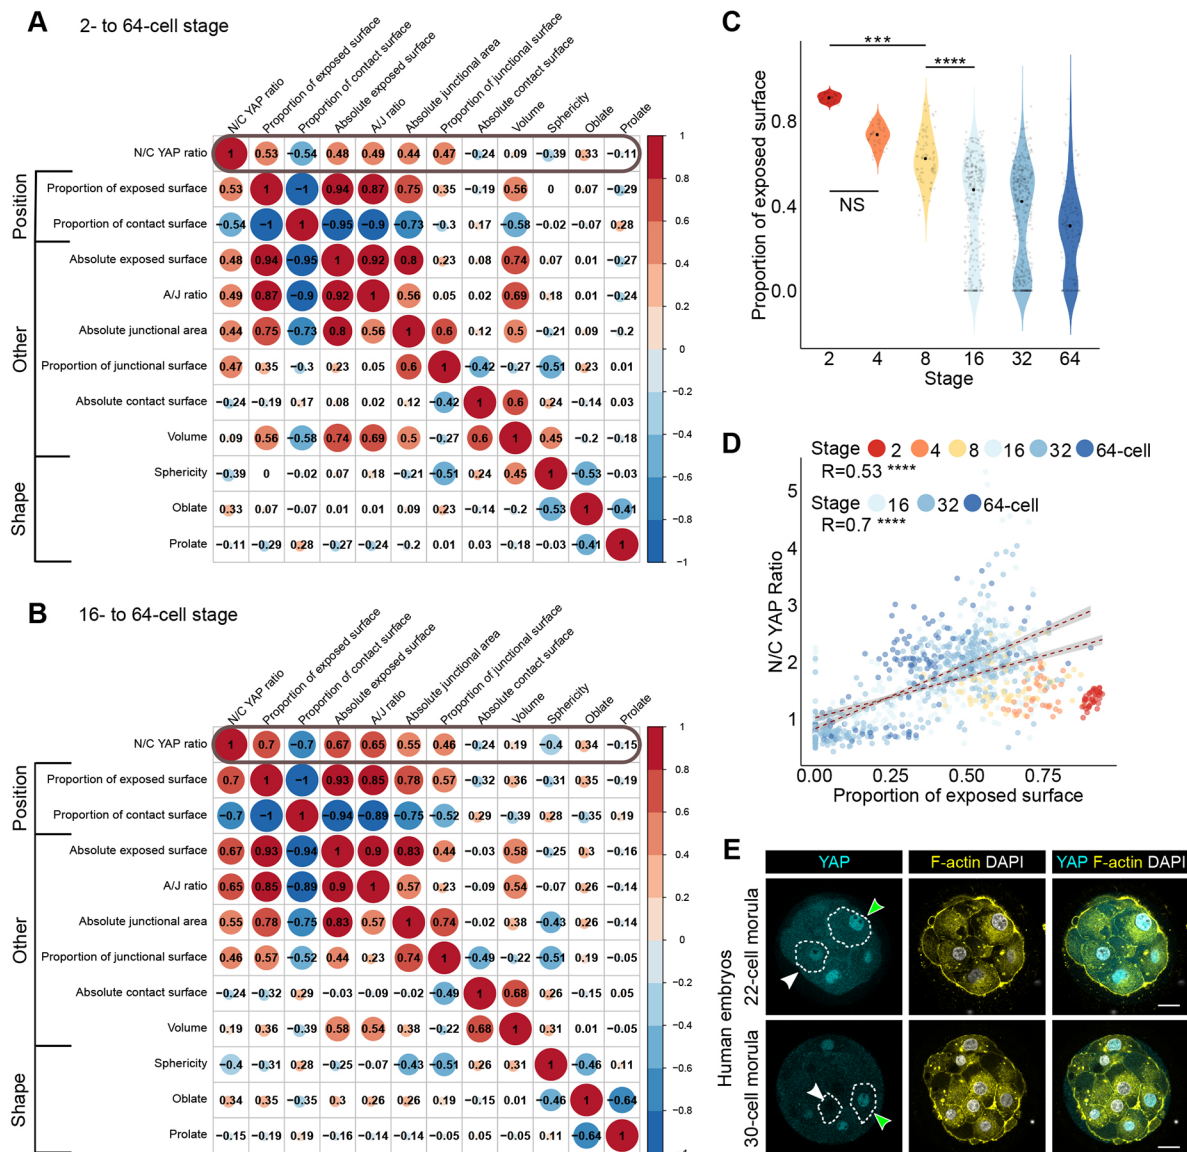 A 2- to 64-cell stage
N/C YAP ratio
Proportion of exposed surface
Proportion of contact surface
Absolute exposed surface
A/J ratio
Absolute junctional area
Proportion of junctional surface
Absolute contact surface
Volume
Sphericity
Oblate
Prolate
N/C YAP ratio 1 0.53 −0.54 0.48 0.49 0.44 0.47 −0.24 0.09 −0.39 0.33 −0.11
Position
Proportion of exposed surface 0.53 1 −1 0.94 0.87 0.75 0.35 −0.19 0.56 0 0.07 −0.29
Proportion of contact surface −0.54 −1 1 −0.95 −0.9 −0.73 −0.3 0.17 −0.58 −0.02 −0.07 0.28
Other
Absolute exposed surface 0.48 0.94 −0.95 1 0.92 0.8 0.23 0.08 0.74 0.07 0.01 −0.27
A/J ratio 0.49 0.87 −0.9 0.92 1 0.56 0.05 0.02 0.69 0.18 0.01 −0.24
Absolute junctional area 0.44 0.75 −0.73 0.8 0.56 1 0.6 0.12 0.5 −0.21 0.09 −0.2
Proportion of junctional surface 0.47 0.35 −0.3 0.23 0.05 0.6 1 −0.42 −0.27 −0.51 0.23 0.01
Absolute contact surface −0.24 −0.19 0.17 0.08 0.02 0.12 −0.42 1 0.6 0.24 −0.14 0.03
Volume 0.09 0.56 −0.58 0.74 0.69 0.5 −0.27 0.6 1 0.45 −0.2 −0.18
Shape
Sphericity −0.39 0 −0.02 0.07 0.18 −0.21 −0.51 0.24 0.45 1 −0.53 −0.03
Oblate 0.33 0.07 −0.07 0.01 0.01 0.09 0.23 −0.14 −0.2 −0.53 1 −0.41
Prolate −0.11 −0.29 0.28 −0.27 −0.24 −0.2 0.01 0.03 −0.18 −0.03 −0.41 1
1
0.8
0.6
0.4
0.2
0
−0.2
−0.4
−0.6
−0.8
−1
B 16- to 64-cell stage
N/C YAP ratio
Proportion of exposed surface
Proportion of contact surface
Absolute exposed surface
A/J ratio
Absolute junctional area
Proportion of junctional surface
Absolute contact surface
Volume
Sphericity
Oblate
Prolate
N/C YAP ratio 1 0.7 −0.7 0.67 0.65 0.55 0.46 −0.24 0.19 −0.4 0.34 −0.15
Position
Proportion of exposed surface 0.7 1 −1 0.93 0.85 0.78 0.57 −0.32 0.36 −0.31 0.35 −0.19
Proportion of contact surface −0.7 −1 1 −0.94 −0.89 −0.75 −0.52 0.29 −0.39 0.28 −0.35 0.19
Other
Absolute exposed surface 0.67 0.93 −0.94 1 0.9 0.83 0.44 −0.03 0.58 −0.25 0.3 −0.16
A/J ratio 0.65 0.85 −0.89 0.9 1 0.57 0.23 −0.09 0.54 −0.07 0.26 −0.14
Absolute junctional area 0.55 0.78 −0.75 0.83 0.57 1 0.74 −0.02 0.38 −0.43 0.26 −0.14
Proportion of junctional surface 0.46 0.57 −0.52 0.44 0.23 0.74 1 −0.49 −0.22 −0.51 0.19 −0.05
Absolute contact surface −0.24 −0.32 0.29 −0.03 −0.09 −0.02 −0.49 1 0.68 0.26 −0.15 0.05
Volume 0.19 0.36 −0.39 0.58 0.54 0.38 −0.22 0.68 1 0.31 0.01 −0.05
Shape
Sphericity −0.4 −0.31 0.28 −0.25 −0.07 −0.43 −0.51 0.26 0.31 1 −0.46 0.11
Oblate 0.34 0.35 −0.35 0.3 0.26 0.26 0.19 −0.15 0.01 −0.46 1 −0.64
Prolate −0.15 −0.19 0.19 −0.16 −0.14 −0.14 −0.05 0.05 −0.05 0.11 −0.64 1
1
0.8
0.6
0.4
0.2
0
−0.2
−0.4
−0.6
−0.8
C
***
****
NS
Proportion of exposed surface
0.8
0.4
0.0
2 4 8 16 32 64
Stage
D
Stage 2 4 8 16 32 64-cell
R=0.53 ****
Stage 16 32 64-cell
R=0.7 ****
N/C YAP Ratio
5
4
3
2
1
0.00 0.25 0.50 0.75
Proportion of exposed surface
E
YAP F-actin DAPI YAP F-actin DAPI
Human embryos
22-cell morula
30-cell morula